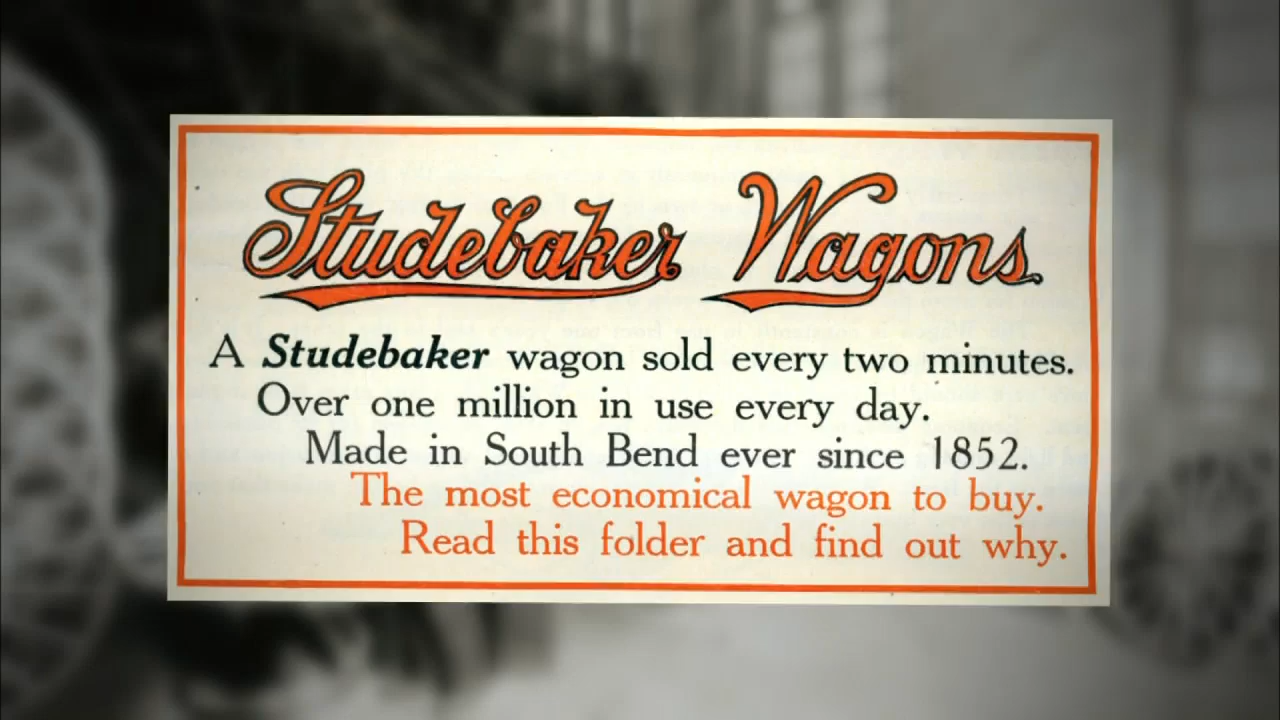 Studebaker Wagons
A Studebaker wagon sold every two minutes.
Over one million in use every day.
Made in South Bend ever since 1852.
The most economical wagon to buy.
Read this folder and find out why.